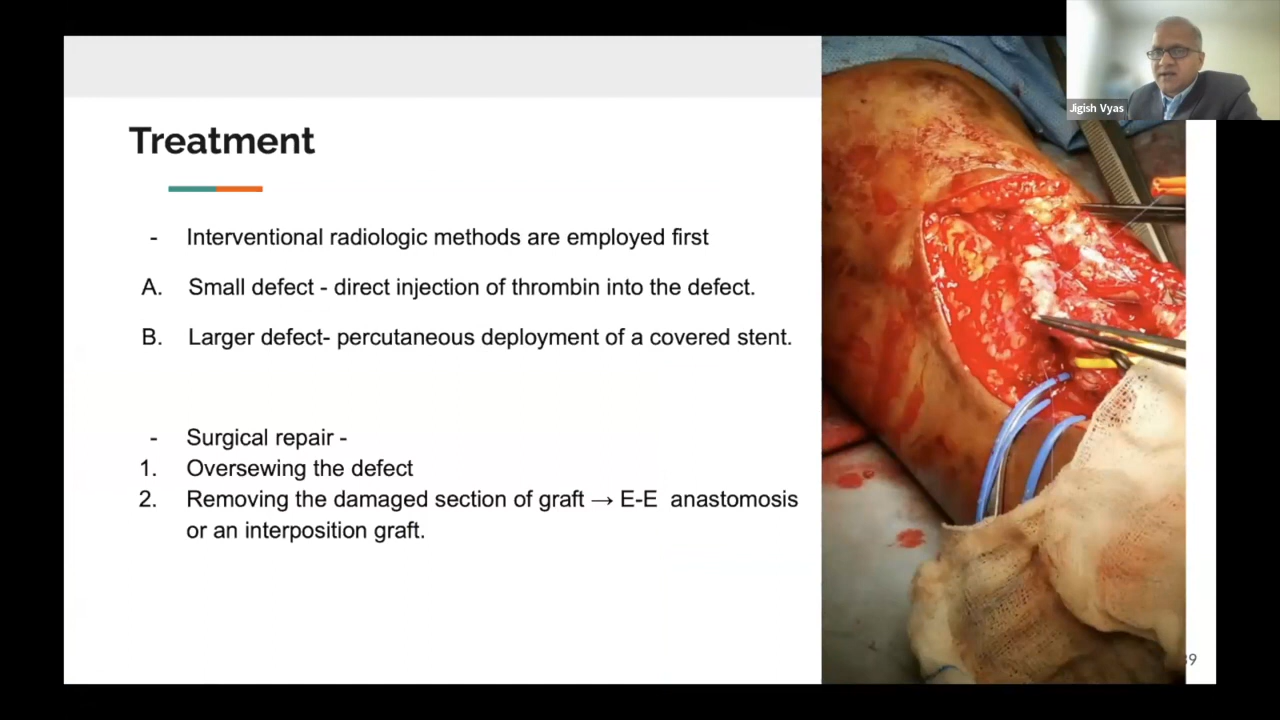 Jigish Vyas
Treatment
- Interventional radiologic methods are employed first
A. Small defect - direct injection of thrombin into the defect.
B. Larger defect- percutaneous deployment of a covered stent.
- Surgical repair -
1. Oversewing the defect
2. Removing the damaged section of graft → E-E anastomosis
or an interposition graft.